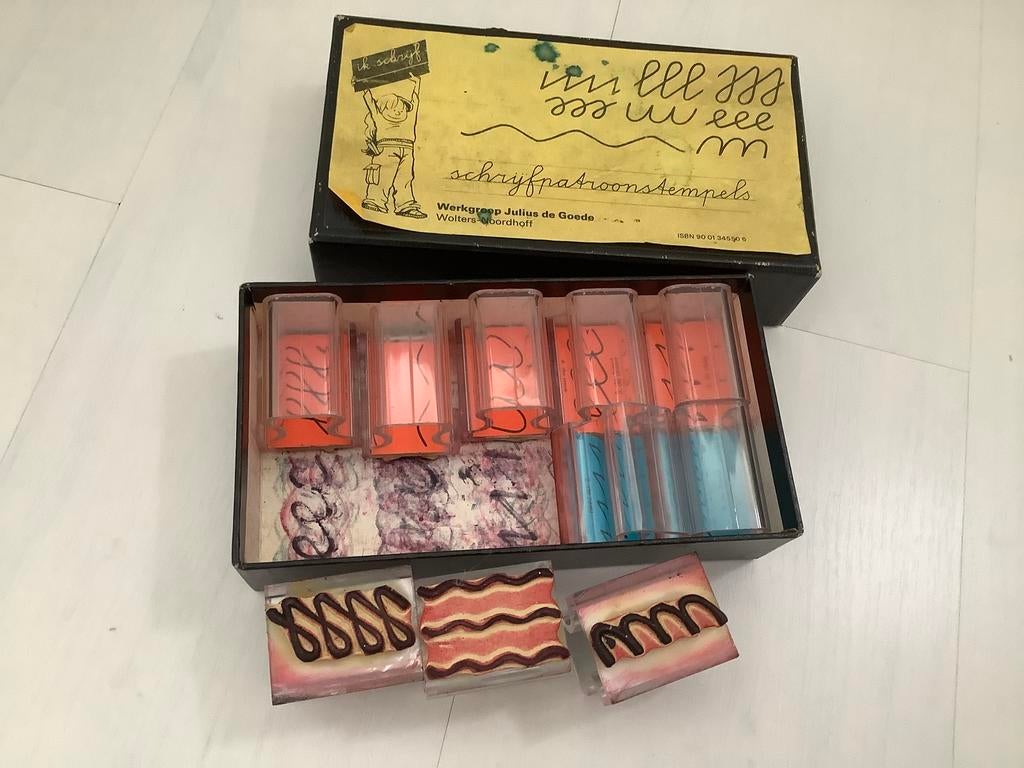 ik schrijf
schrijfpatroonstempels
Werkgroep Julius de Goede
Wolters-Noordhoff
ISBN 90 01 34550 6